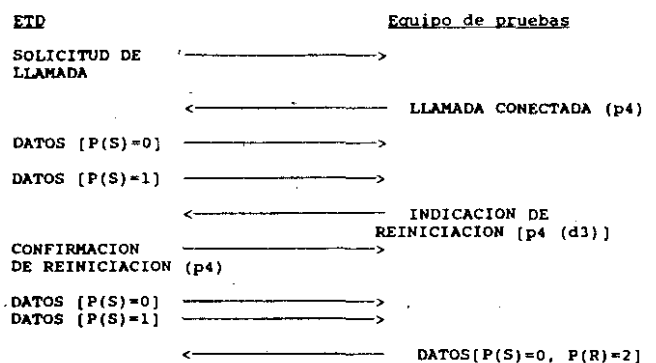 ETD Equipo de pruebas
SOLICITUD DE
LLAMADA
LLAMADA CONECTADA (p4)
DATOS [P(S)=0]
DATOS [P(S)=1]
INDICACION DE
REINICIACION [p4 (d3)]
CONFIRMACION
DE REINICIACION (p4)
DATOS [P(S)=0]
DATOS [P(S)=1]
DATOS[P(S)=0, P(R)=2]